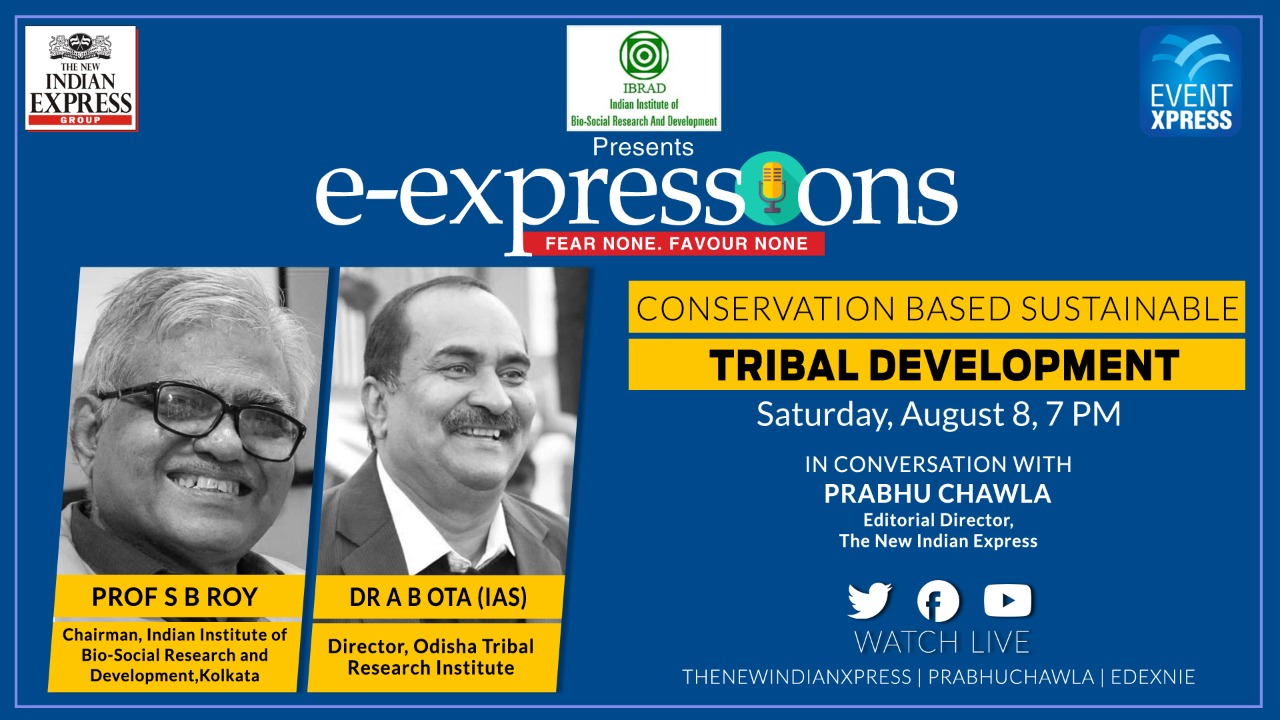 THE NEW
INDIAN
EXPRESS
GROUP
IBRAD
Indian Institute of
Bio-Social Research And Development
EVENT
XPRESS
Presents
e-expressions
FEAR NONE. FAVOUR NONE
CONSERVATION BASED SUSTAINABLE
TRIBAL DEVELOPMENT
Saturday, August 8, 7 PM
IN CONVERSATION WITH
PRABHU CHAWLA
Editorial Director,
The New Indian Express
PROF S B ROY
Chairman, Indian Institute of
Bio-Social Research and
Development,Kolkata
DR A B OTA (IAS)
Director, Odisha Tribal
Research Institute
WATCH LIVE
THENEWINDIANXPRESS | PRABHUCHAWLA | EDEXNIE